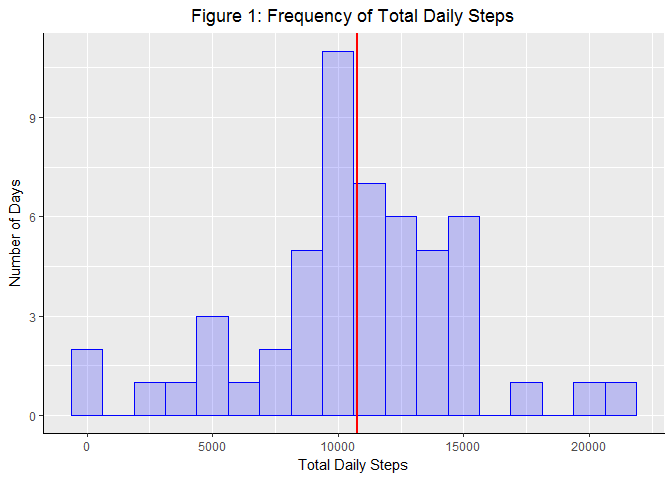 Figure 1: Frequency of Total Daily Steps
Number of Days
9
6
3
0
0 5000 10000 15000 20000
Total Daily Steps